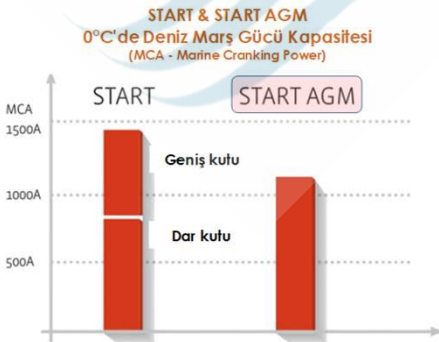 START & START AGM
0°C'de Deniz Marş Gücü Kapasitesi
(MCA - Marine Cranking Power)
START
START AGM
MCA
1500A
Geniş kutu
1000A
Dar kutu
500A